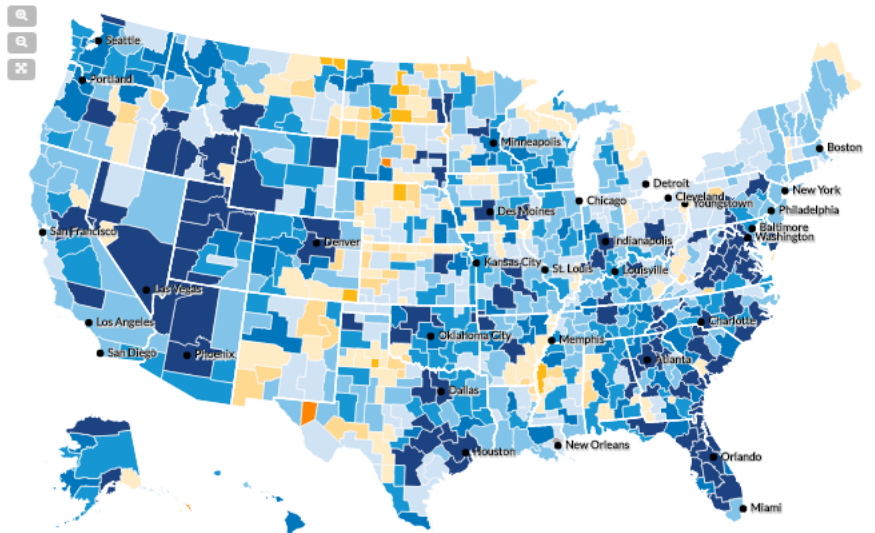 Seattle
Portland
Minneapolis
Boston
Detroit
Cleveland
New York
Chicago
Youngstown
Des Moines
Philadelphia
San Francisco
Baltimore
Washington
Indianapolis
Denver
Kansas City
St. Louis
Louisville
Las Vegas
Los Angeles
Charlotte
Oklahoma City
Memphis
San Diego
Phoenix
Atlanta
Dallas
New Orleans
Houston
Orlando
Miami